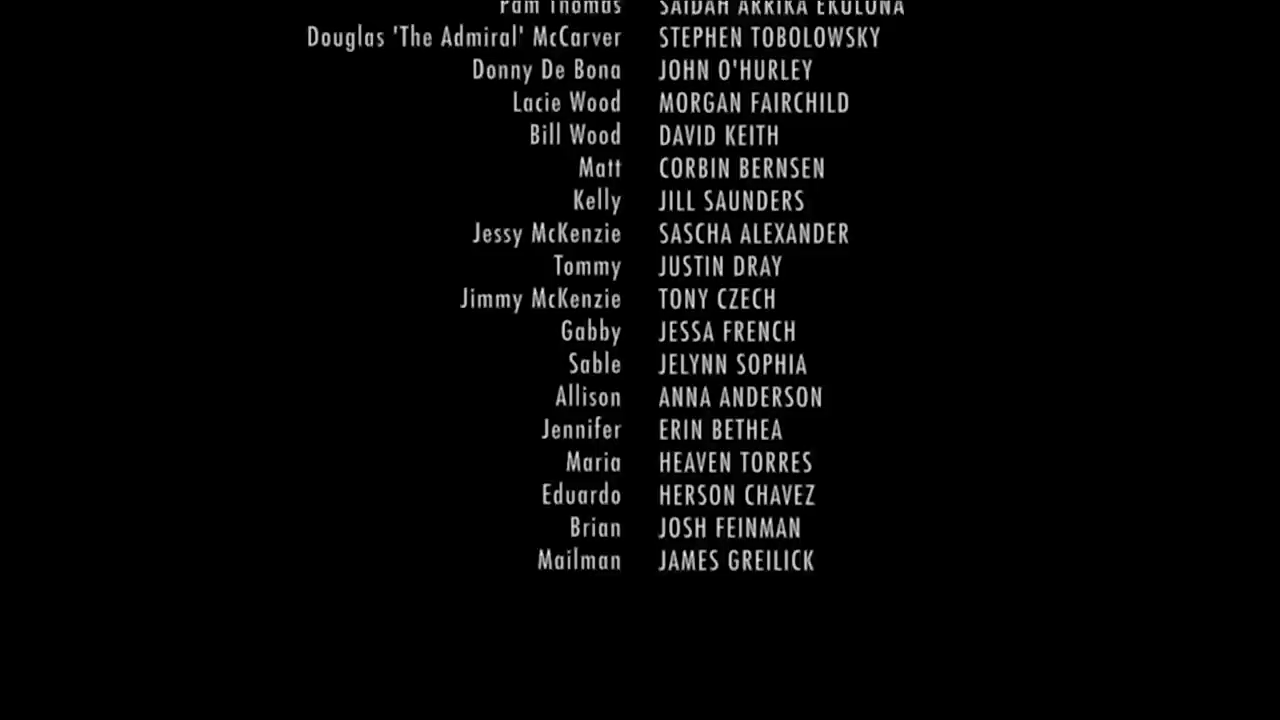 Pam Thomas SAIDAH ARRIKA EKULONA
Douglas 'The Admiral' McCarver STEPHEN TOBOLOWSKY
Donny De Bona JOHN O'HURLEY
Lacie Wood MORGAN FAIRCHILD
Bill Wood DAVID KEITH
Matt CORBIN BERNSEN
Kelly JILL SAUNDERS
Jessy McKenzie SASCHA ALEXANDER
Tommy JUSTIN DRAY
Jimmy McKenzie TONY CZECH
Gabby JESSA FRENCH
Sable JELYNN SOPHIA
Allison ANNA ANDERSON
Jennifer ERIN BETHEA
Maria HEAVEN TORRES
Eduardo HERSON CHAVEZ
Brian JOSH FEINMAN
Mailman JAMES GREILICK